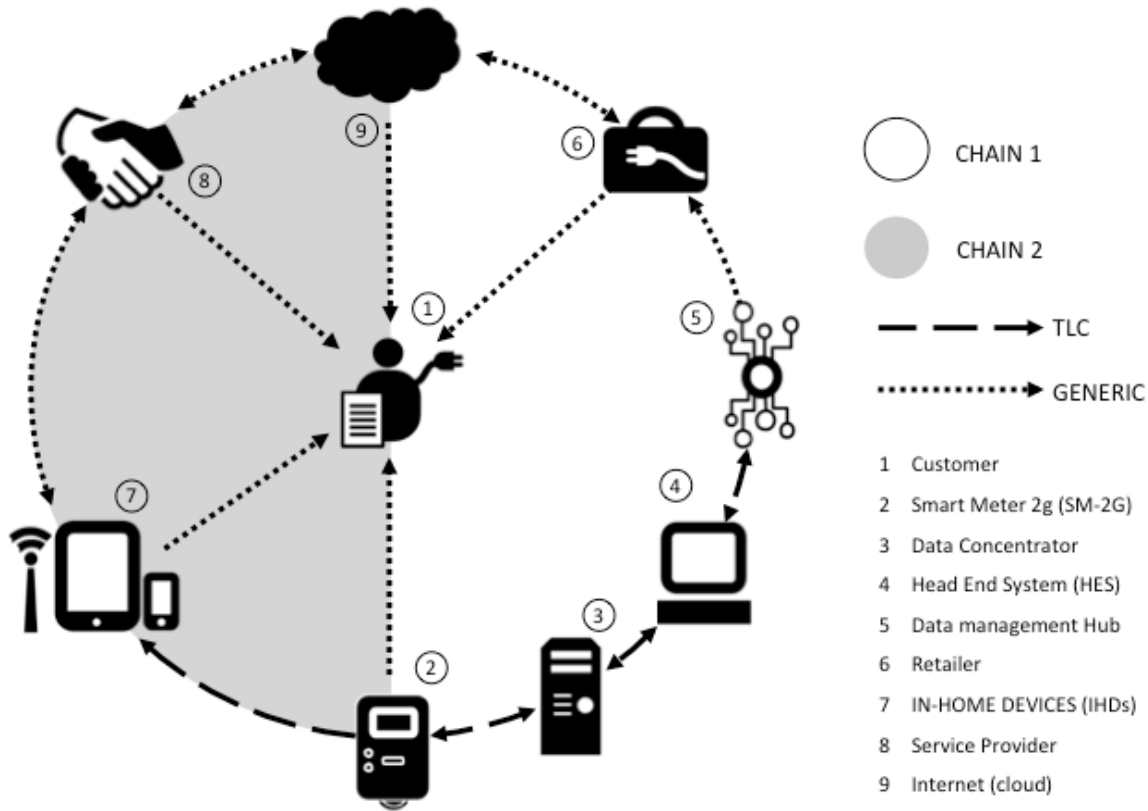 9
6
8
1
5
7
4
3
2
CHAIN 1
CHAIN 2
TLC
GENERIC
1 Customer
2 Smart Meter 2g (SM-2G)
3 Data Concentrator
4 Head End System (HES)
5 Data management Hub
6 Retailer
7 IN-HOME DEVICES (IHDs)
8 Service Provider
9 Internet (cloud)